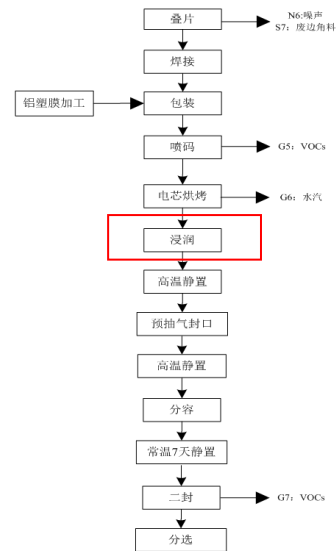 叠片
N6:噪声
S7：废边角料
焊接
铝塑膜加工
包装
喷码
G5：VOCs
电芯烘烤
G6：水汽
浸润
高温静置
预抽气封口
高温静置
分容
常温7天静置
二封
G7：VOCs
分选